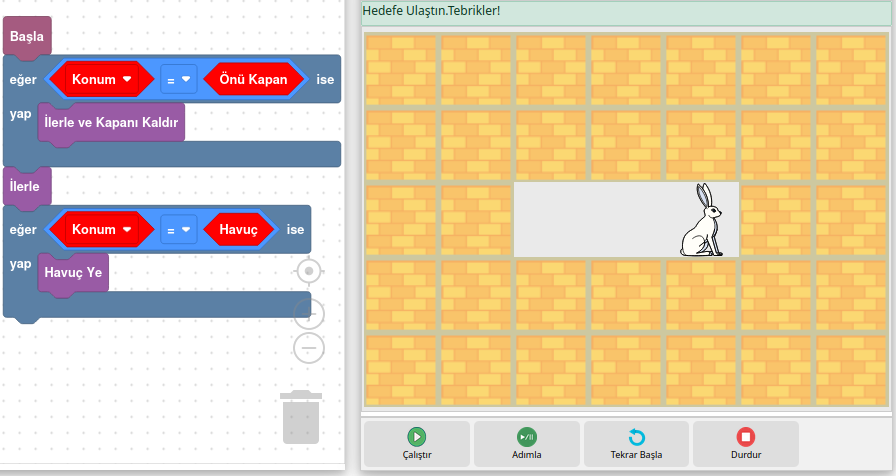 Hedefe Ulaştın.Tebrikler!
Başla
eğer Konum = Önü Kapan ise
yap İlerle ve Kapanı Kaldır
İlerle
eğer Konum = Havuç ise
yap Havuç Ye
Çalıştır Adımla Tekrar Başla Durdur